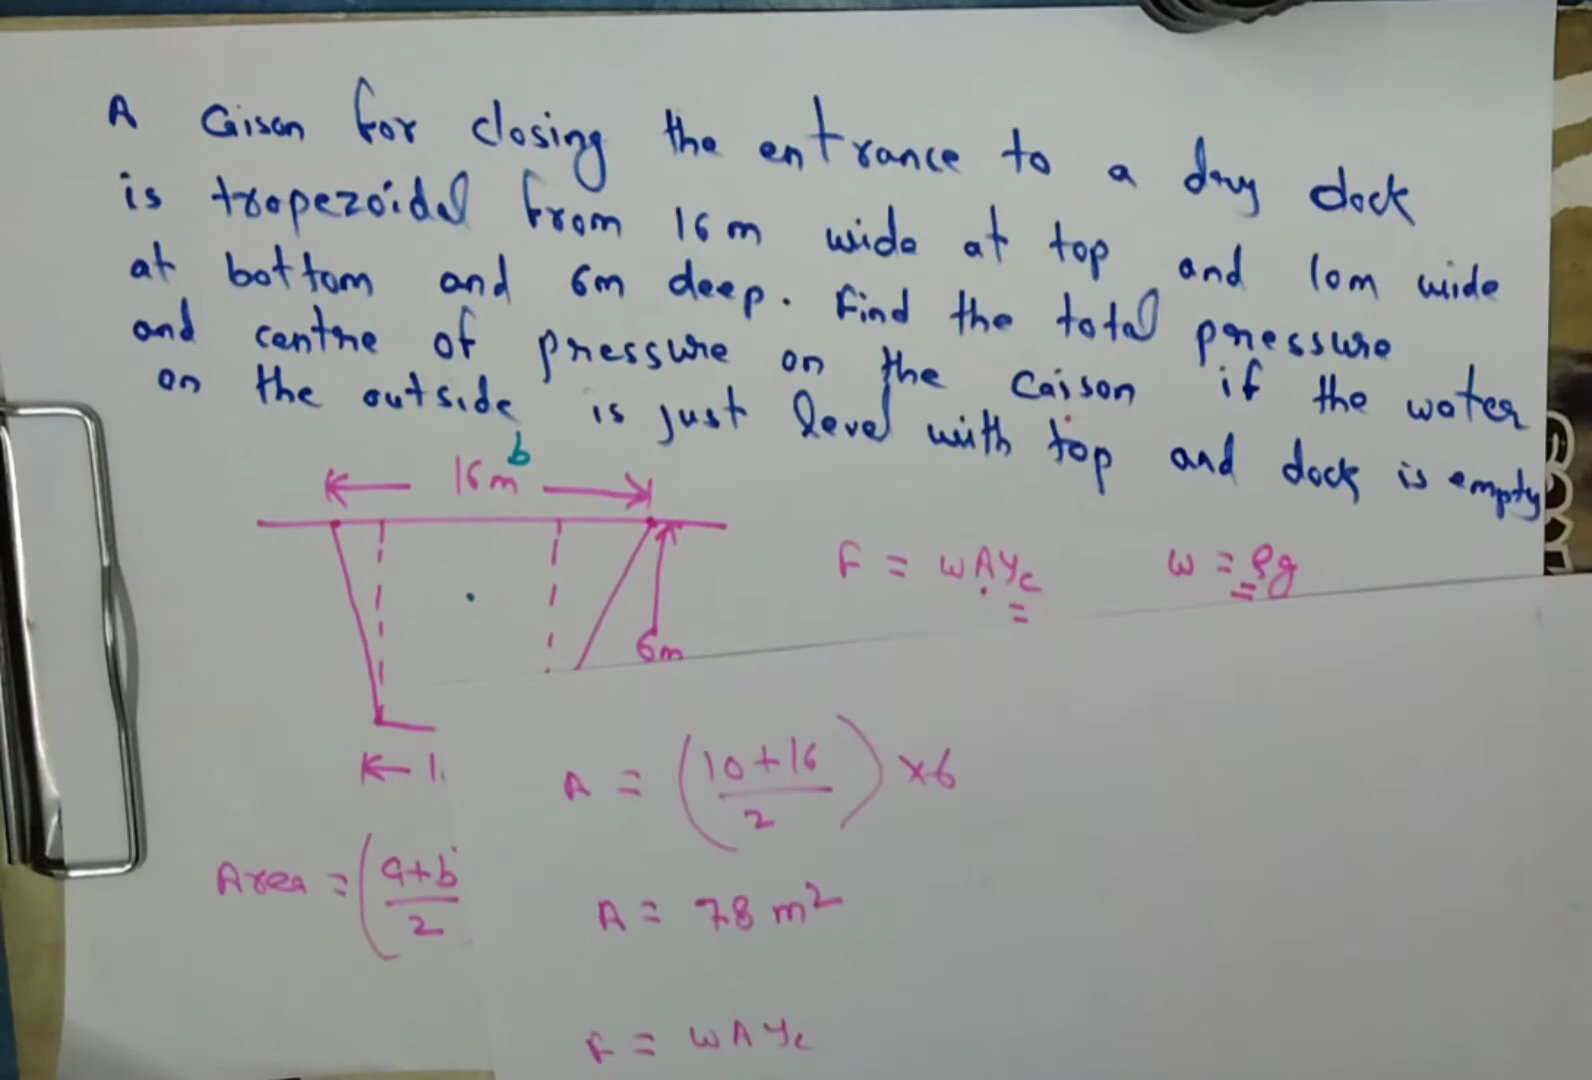 A Caison for closing the entrance to a dry dock
is tropezoidal from 16m wide at top and 10m wide
at bottom and 6m deep. Find the total pressure
and centre of pressure on the Caison if the water
on the outside is just level with top and dock is empty
16m b
6m
F = wAyc w = ρg
A = (10+16/2) ×6
Area = (a+b/2
A = 78 m²
F = wAyc